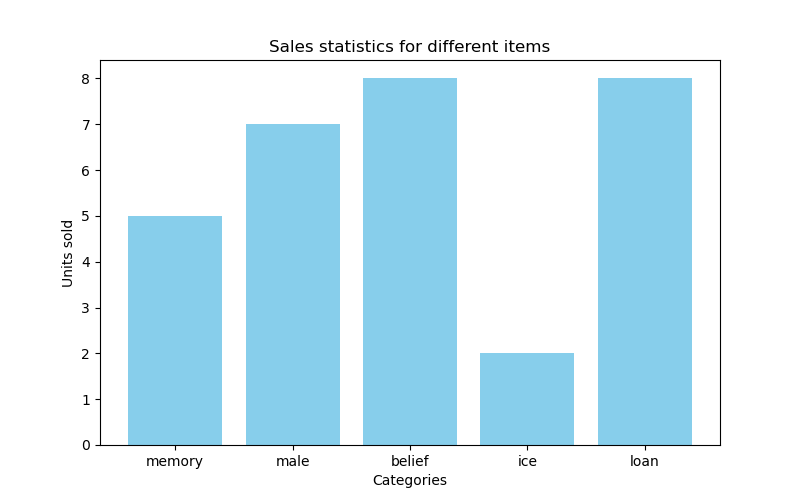 Sales statistics for different items
8
7
6
5
4
3
2
1
0
Units sold
memory male belief ice loan
Categories